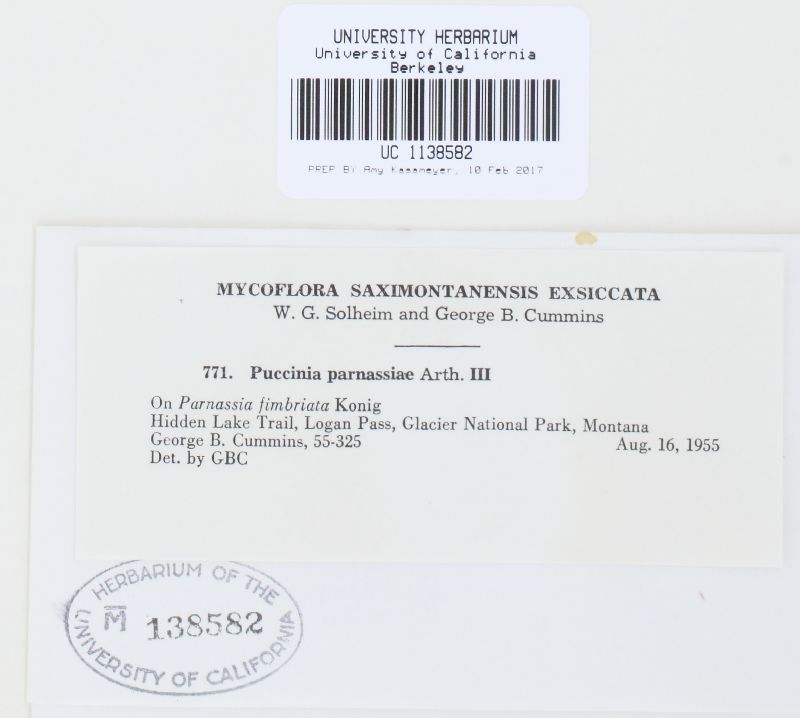 UNIVERSITY HERBARIUM
University of California
Berkeley
UC 1138582
PREP BY Amy Kasameyer, 10 Feb 2017
MYCOFLORA SAXIMONTANENSIS EXSICCATA
W. G. Solheim and George B. Cummins
771. Puccinia parnassiae Arth. III
On Parnassia fimbriata Konig
Hidden Lake Trail, Logan Pass, Glacier National Park, Montana
George B. Cummins, 55-325 Aug. 16, 1955
Det. by GBC
HERBARIUM OF THE
M 138582
UNIVERSITY OF CALIFORNIA